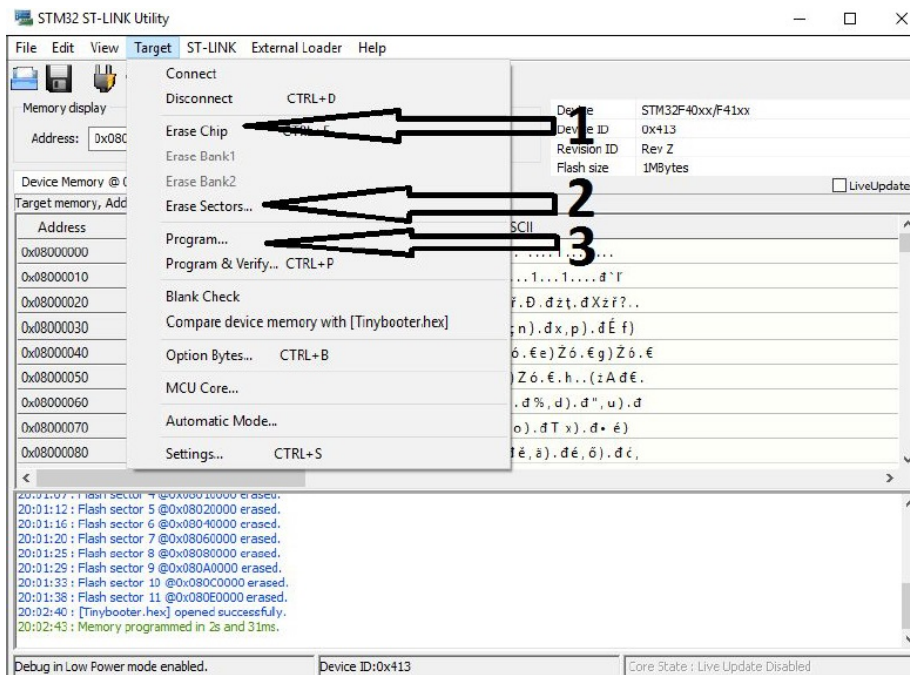 STM32 ST-LINK Utility
File Edit View Target ST-LINK External Loader Help
Connect
Disconnect CTRL+D
Erase Chip
Erase Bank1
Erase Bank2
Erase Sectors...
Program...
Program & Verify... CTRL+P
Blank Check
Compare device memory with [Tinybooter.hex]
Option Bytes... CTRL+B
MCU Core...
Automatic Mode...
Settings... CTRL+S
1
2
3
Memory display
Address: 0x080
Device STM32F40xx/F41xx
Device ID 0x413
Revision ID Rev Z
Flash size 1MBytes
LiveUpdate
Device Memory @
Target memory, Add
Address
0x08000000
0x08000010
0x08000020
0x08000030
0x08000040
0x08000050
0x08000060
0x08000070
0x08000080
20:01:12 : Flash sector 5 @0x08020000 erased.
20:01:16 : Flash sector 6 @0x08040000 erased.
20:01:20 : Flash sector 7 @0x08060000 erased.
20:01:25 : Flash sector 8 @0x08080000 erased.
20:01:29 : Flash sector 9 @0x080A0000 erased.
20:01:33 : Flash sector 10 @0x080C0000 erased.
20:01:38 : Flash sector 11 @0x080E0000 erased.
20:02:40 : [Tinybooter.hex] opened successfully.
20:02:43 : Memory programmed in 2s and 31ms.
Debug in Low Power mode enabled. Device ID:0x413 Core State : Live Update Disabled